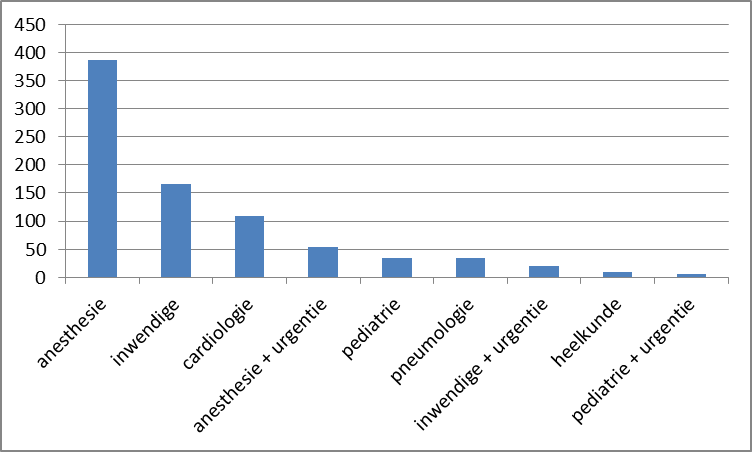 450
400
350
300
250
200
150
100
50
0
anesthesie
inwendige
cardiologie
anesthesie + urgentie
pediatrie
pneumologie
inwendige + urgentie
heelkunde
pediatrie + urgentie